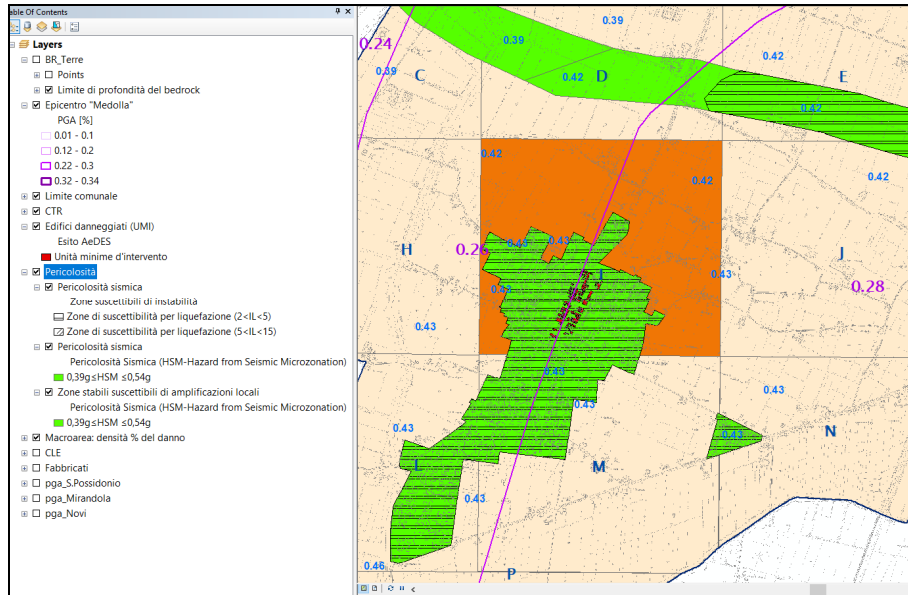 able Of Contents
Layers
BR_Terre
Points
Limite di profondità del bedrock
Epicentro "Medolla"
PGA [%]
0.01 - 0.1
0.12 - 0.2
0.22 - 0.3
0.32 - 0.34
Limite comunale
CTR
Edifici danneggiati (UMI)
Esito AeDES
Unità minime d'intervento
Pericolosità
Pericolosità sismica
Zone suscettibili di instabilità
Zone di suscettibilità per liquefazione (2<IL<5)
Zone di suscettibilità per liquefazione (5<IL<15)
Pericolosità sismica
Pericolosità Sismica (HSM-Hazard from Seismic Microzonation)
0,39g≤HSM ≤0,54g
Zone stabili suscettibili di amplificazioni locali
Pericolosità Sismica (HSM-Hazard from Seismic Microzonation)
0,39g≤HSM ≤0,54g
Macroarea: densità % del danno
CLE
Fabbricati
pga_S.Possidonio
pga_Mirandola
pga_Novi
0.39
0.39
0.24
0.42
0.39
C
0.42
D
E
0.42
0.42
0.42
0.42
H
0.26
0.43
0.43
0.43
I
0.43
J
0.28
0.43
0.43
0.43
0.43
0.43
0.43
N
L
M
0.43
0.46
P